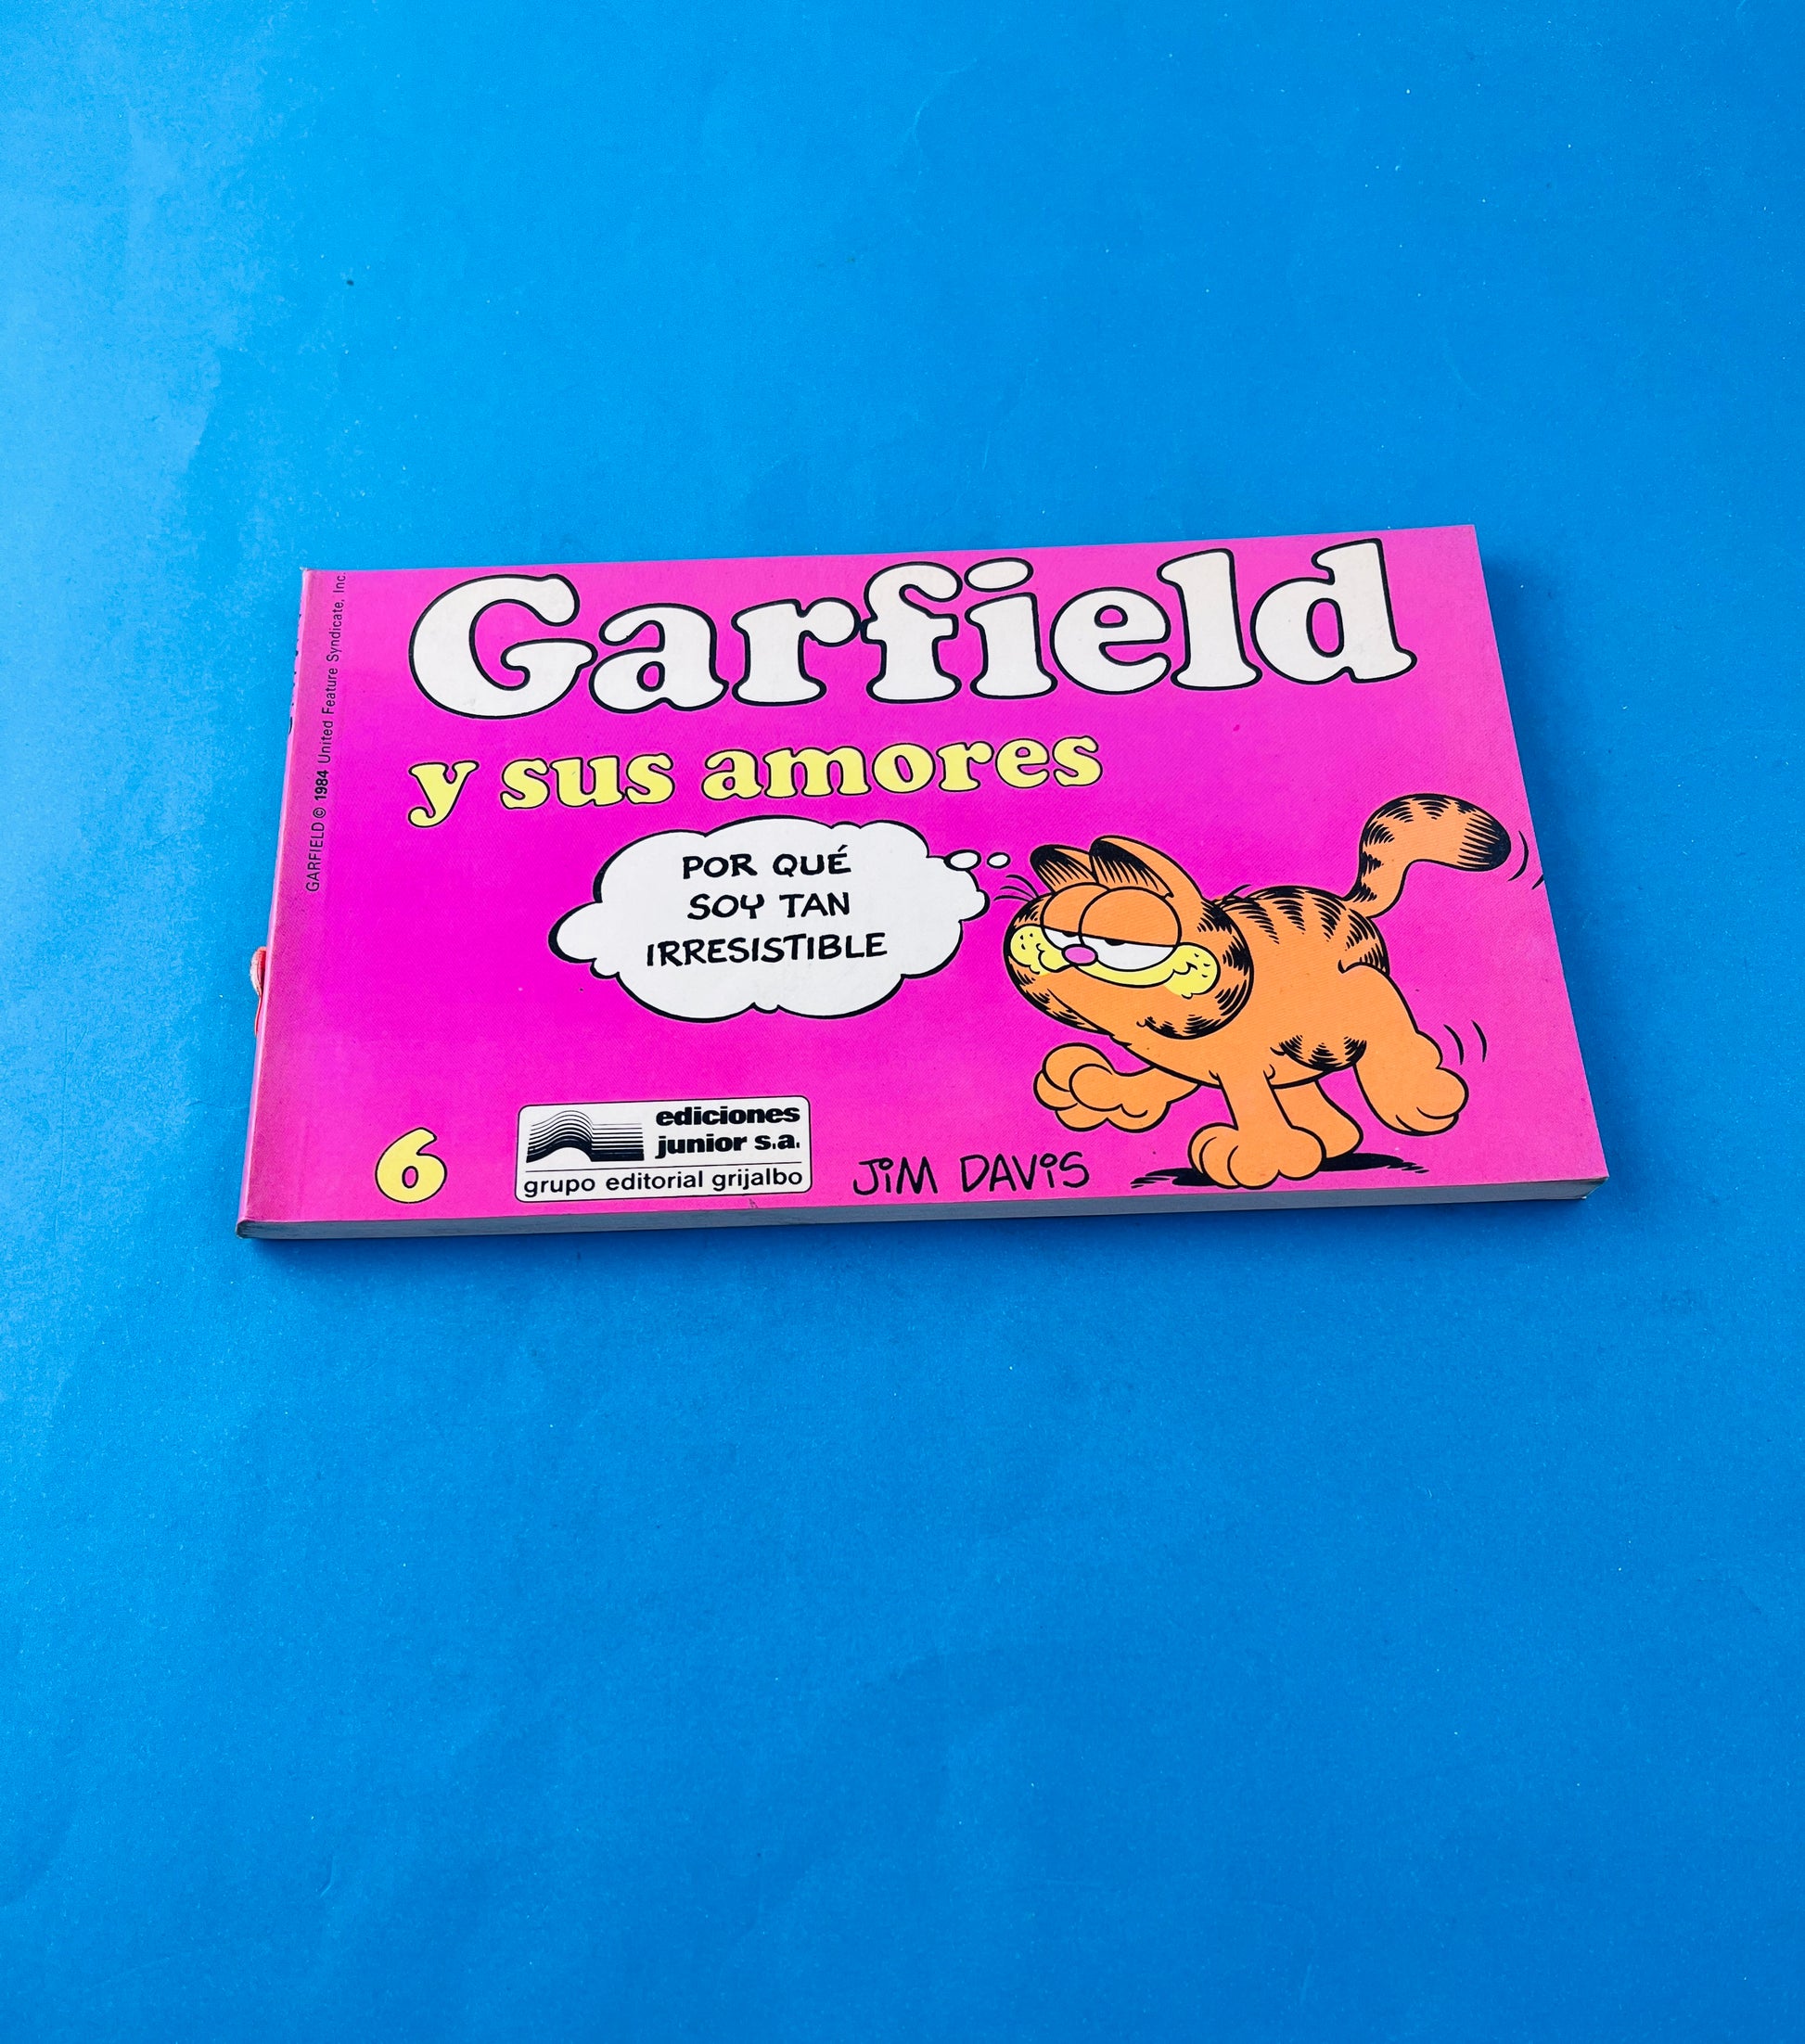 Garfield
y sus amores
POR QUÉ
SOY TAN
IRRESISTIBLE
6
ediciones
junior s.a.
grupo editorial grijalbo
JIM DAVIS
GARFIELD © 1984 United Feature Syndicate, Inc.